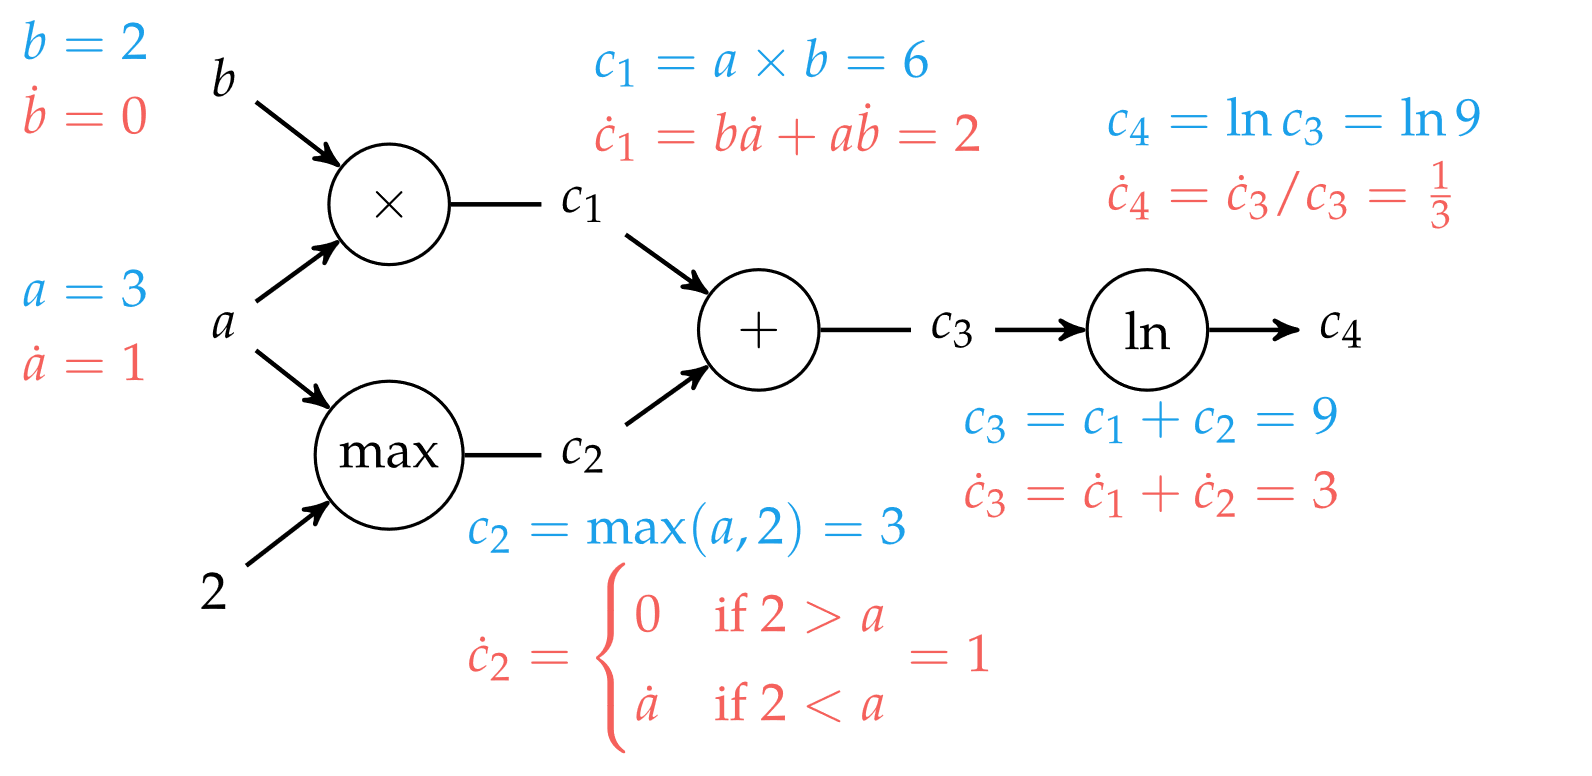 b = 2
ḃ = 0
b
c₁ = a × b = 6
ċ₁ = bȧ + aḃ = 2
c₄ = ln c₃ = ln 9
ċ₄ = ċ₃/c₃ = 1/3
×
c₁
a = 3
ȧ = 1
a
+
c₃
ln
c₄
max
c₂
c₃ = c₁ + c₂ = 9
ċ₃ = ċ₁ + ċ₂ = 3
2
c₂ = max(a, 2) = 3
ċ₂ = { 0 if 2 > a
ȧ if 2 < a
= 1